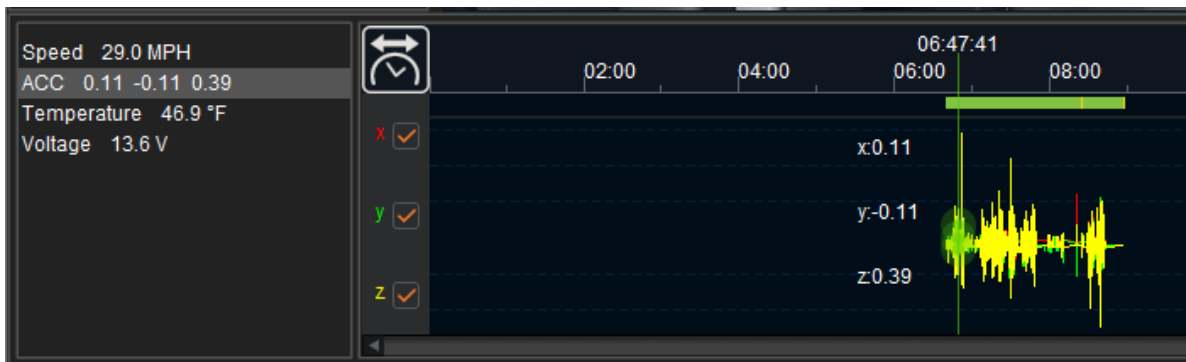 Speed 29.0 MPH
ACC 0.11 -0.11 0.39
Temperature 46.9 °F
Voltage 13.6 V
06:47:41
02:00 04:00 06:00 08:00
x
x:0.11
y
y:-0.11
z:0.39
z